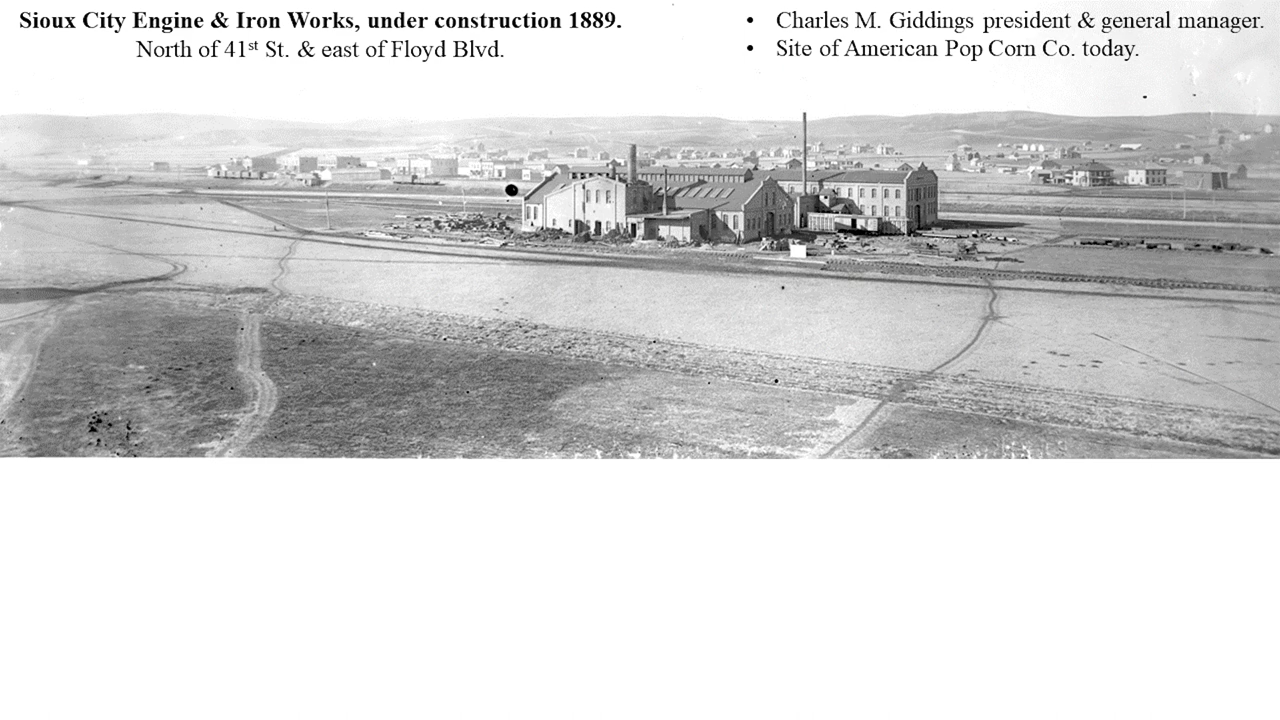 Sioux City Engine & Iron Works, under construction 1889.
North of 41st St. & east of Floyd Blvd.
• Charles M. Giddings president & general manager.
• Site of American Pop Corn Co. today.